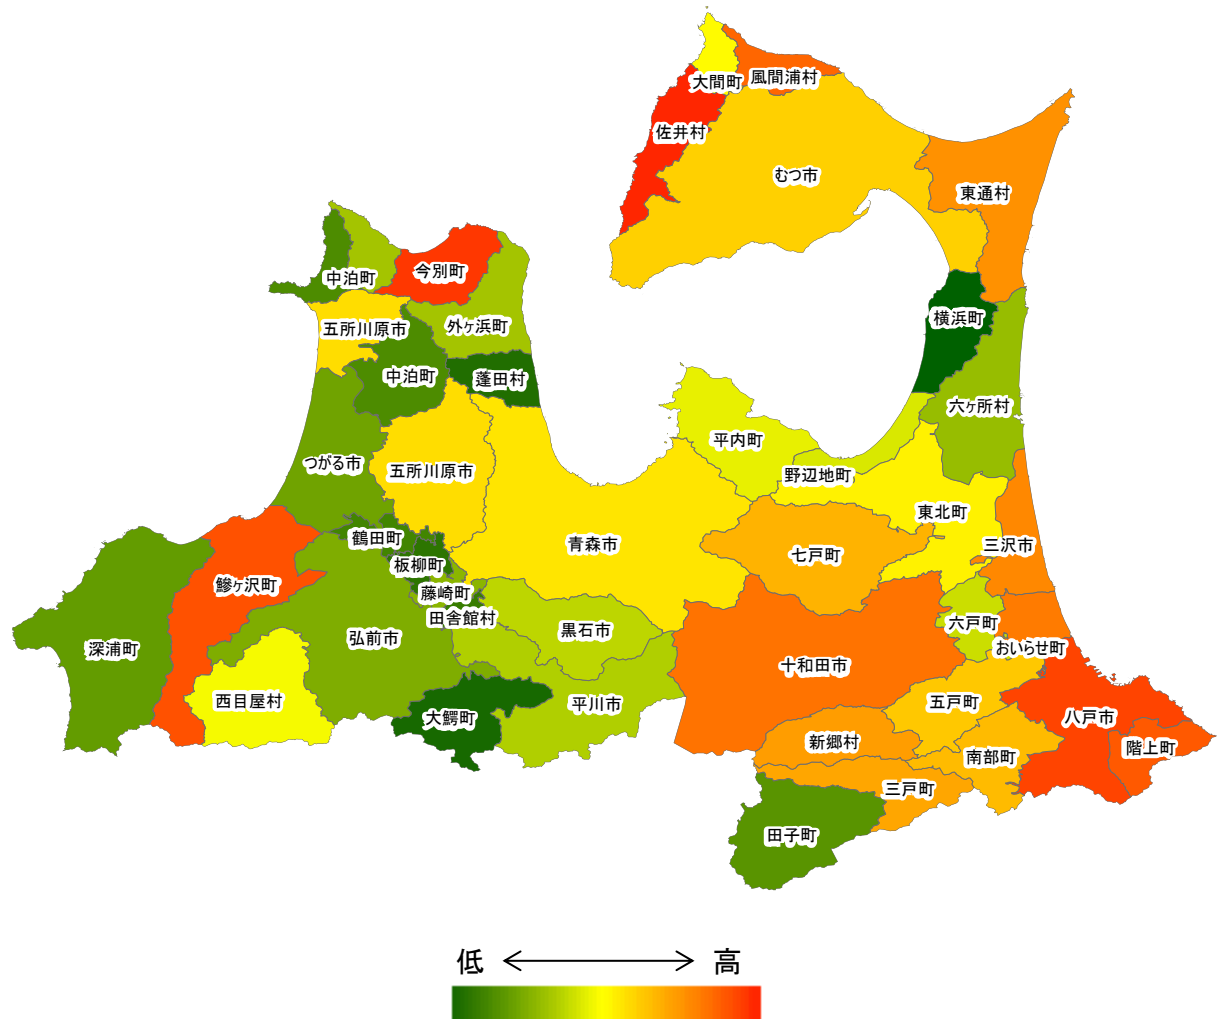 大間町
風間浦村
佐井村
むつ市
東通村
今別町
中泊町
横浜町
外ヶ浜町
五所川原市
中泊町
蓬田村
六ヶ所村
平内町
つがる市
五所川原市
野辺地町
東北町
鶴田町
青森市
三沢市
七戸町
板柳町
鰺ヶ沢町
藤崎町
田舎館村
六戸町
黒石市
弘前市
深浦町
おいらせ町
十和田市
西目屋村
五戸町
平川市
大鰐町
八戸市
新郷村
階上町
南部町
三戸町
田子町
低 高